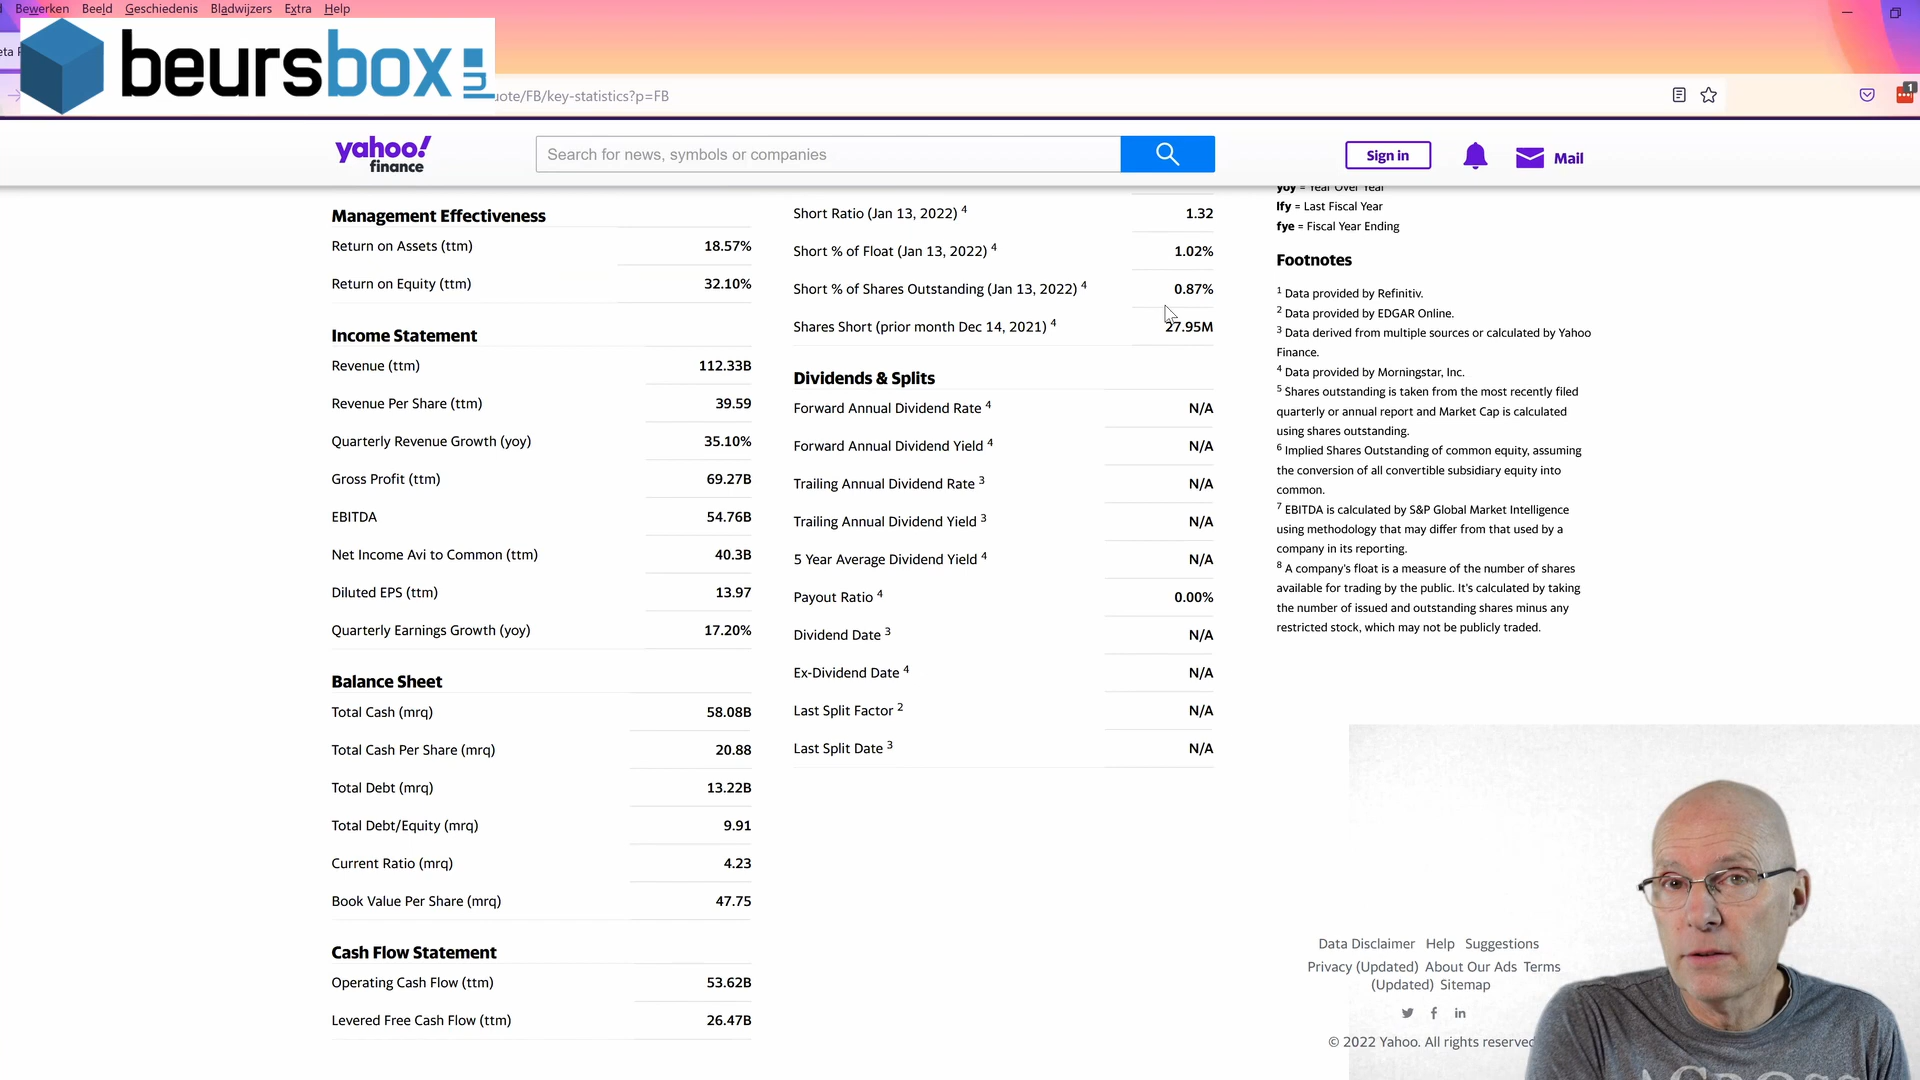 Bewerken Beeld Geschiedenis Bladwijzers Extra Help
beursbox.nl
uote/FB/key-statistics?p=FB
1
yahoo!
finance
Search for news, symbols or companies
Sign in
Mail
Management Effectiveness
Return on Assets (ttm) 18.57%
Return on Equity (ttm) 32.10%
Income Statement
Revenue (ttm) 112.33B
Revenue Per Share (ttm) 39.59
Quarterly Revenue Growth (yoy) 35.10%
Gross Profit (ttm) 69.27B
EBITDA 54.76B
Net Income Avi to Common (ttm) 40.3B
Diluted EPS (ttm) 13.97
Quarterly Earnings Growth (yoy) 17.20%
Balance Sheet
Total Cash (mrq) 58.08B
Total Cash Per Share (mrq) 20.88
Total Debt (mrq) 13.22B
Total Debt/Equity (mrq) 9.91
Current Ratio (mrq) 4.23
Book Value Per Share (mrq) 47.75
Cash Flow Statement
Operating Cash Flow (ttm) 53.62B
Levered Free Cash Flow (ttm) 26.47B
Short Ratio (Jan 13, 2022) 4 1.32
Short % of Float (Jan 13, 2022) 4 1.02%
Short % of Shares Outstanding (Jan 13, 2022) 4 0.87%
Shares Short (prior month Dec 14, 2021) 4 27.95M
Dividends & Splits
Forward Annual Dividend Rate 4 N/A
Forward Annual Dividend Yield 4 N/A
Trailing Annual Dividend Rate 3 N/A
Trailing Annual Dividend Yield 3 N/A
5 Year Average Dividend Yield 4 N/A
Payout Ratio 4 0.00%
Dividend Date 3 N/A
Ex-Dividend Date 4 N/A
Last Split Factor 2 N/A
Last Split Date 3 N/A
yoy = Year Over Year
lfy = Last Fiscal Year
fye = Fiscal Year Ending
Footnotes
1 Data provided by Refinitiv.
2 Data provided by EDGAR Online.
3 Data derived from multiple sources or calculated by Yahoo
Finance.
4 Data provided by Morningstar, Inc.
5 Shares outstanding is taken from the most recently filed
quarterly or annual report and Market Cap is calculated
using shares outstanding.
6 Implied Shares Outstanding of common equity, assuming
the conversion of all convertible subsidiary equity into
common.
7 EBITDA is calculated by S&P Global Market Intelligence
using methodology that may differ from that used by a
company in its reporting.
8 A company's float is a measure of the number of shares
available for trading by the public. It's calculated by taking
the number of issued and outstanding shares minus any
restricted stock, which may not be publicly traded.
Data Disclaimer Help Suggestions
Privacy (Updated) About Our Ads Terms
(Updated) Sitemap
© 2022 Yahoo. All rights reserved